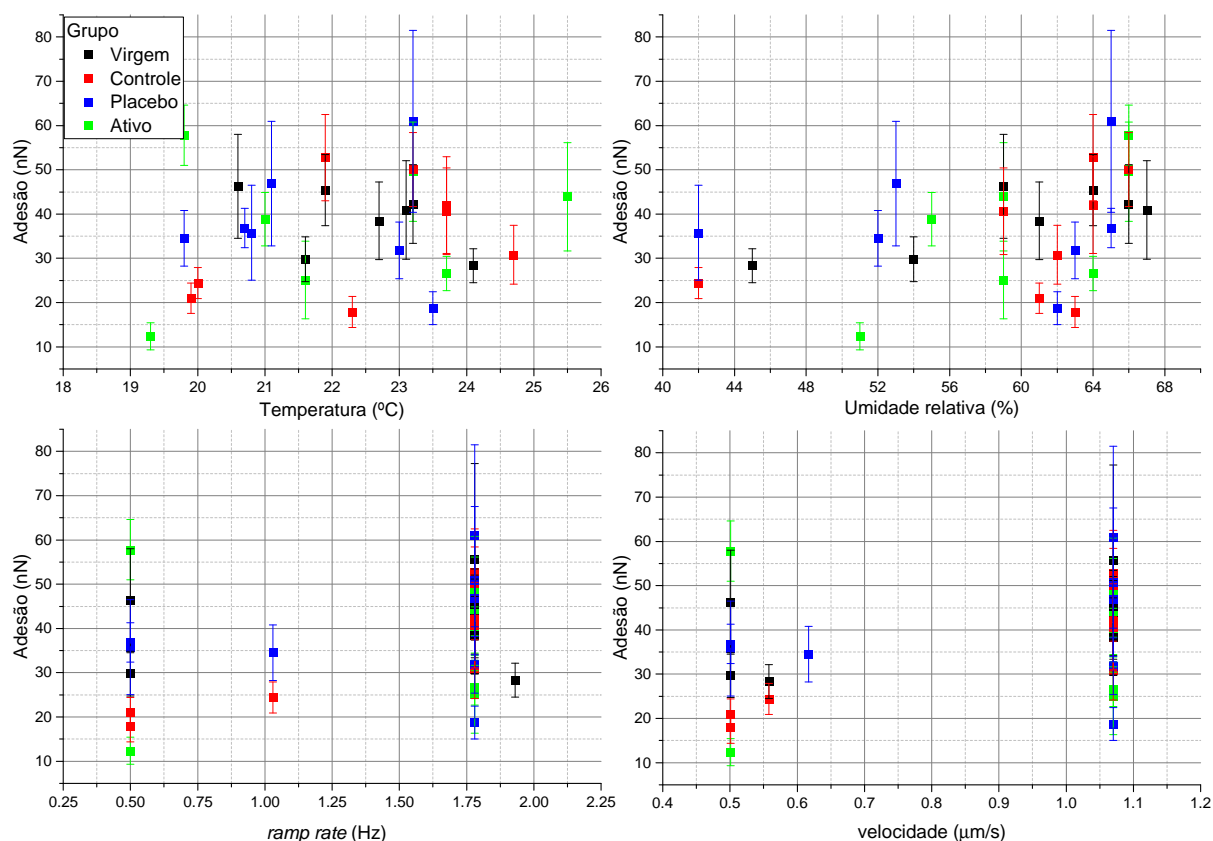 Grupo
Virgem
Controle
Placebo
Ativo
Adesão (nN)
80
70
60
50
40
30
20
10
18 19 20 21 22 23 24 25 26
Temperatura (ºC)
Adesão (nN)
80
70
60
50
40
30
20
10
40 44 48 52 56 60 64 68
Umidade relativa (%)
Adesão (nN)
80
70
60
50
40
30
20
10
0.25 0.50 0.75 1.00 1.25 1.50 1.75 2.00 2.25
ramp rate (Hz)
Adesão (nN)
80
70
60
50
40
30
20
10
0.4 0.5 0.6 0.7 0.8 0.9 1.0 1.1 1.2
velocidade (μm/s)